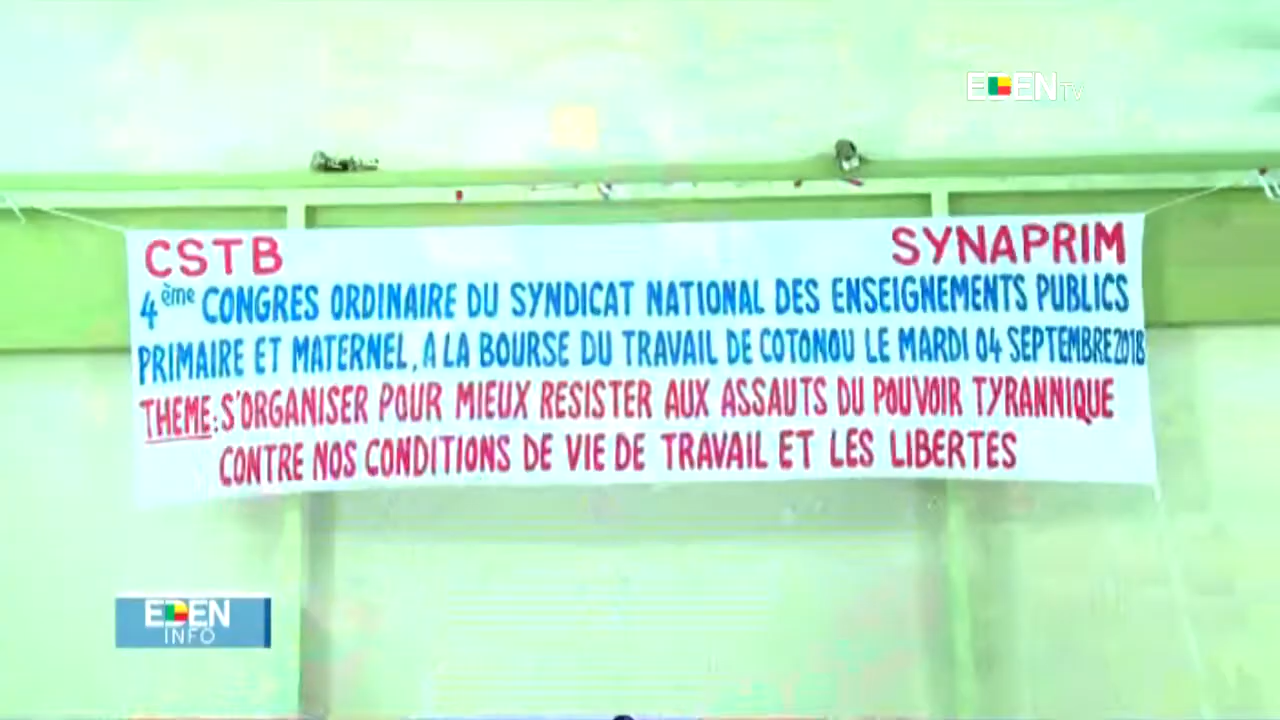 EDEN TV
CSTB
SYNAPRIM
4ème CONGRES ORDINAIRE DU SYNDICAT NATIONAL DES ENSEIGNEMENTS PUBLICS
PRIMAIRE ET MATERNEL, A LA BOURSE DU TRAVAIL DE COTONOU LE MARDI 04 SEPTEMBRE 2018
THEME: S'ORGANISER POUR MIEUX RESISTER AUX ASSAUTS DU POUVOIR TYRANNIQUE
CONTRE NOS CONDITIONS DE VIE DE TRAVAIL ET LES LIBERTES
EDEN
INFO